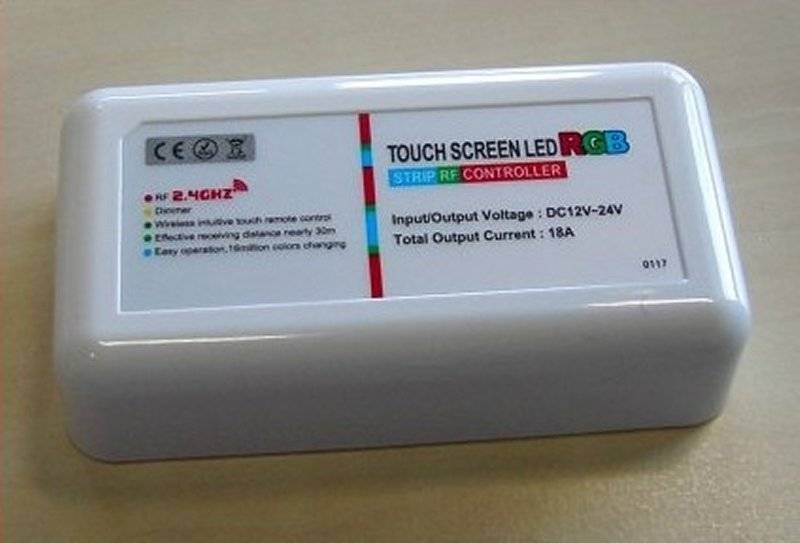 CE
RF 2.4GHZ
Dimmer
Wireless intuitive touch remote control
Effective receiving distance nearly 30m
Easy operation,16million colors changing
TOUCH SCREEN LED RGB
STRIP RF CONTROLLER
Input/Output Voltage : DC12V~24V
Total Output Current : 18A
0117